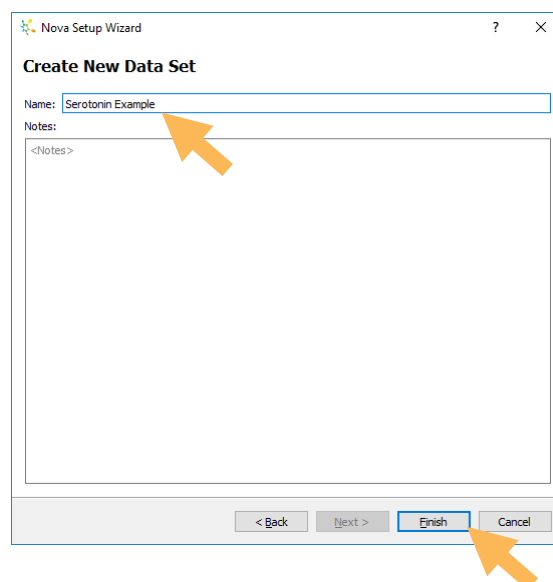 Nova Setup Wizard ? ×
Create New Data Set
Name: Serotonin Example
Notes:
<Notes>
< Back Next > Finish Cancel